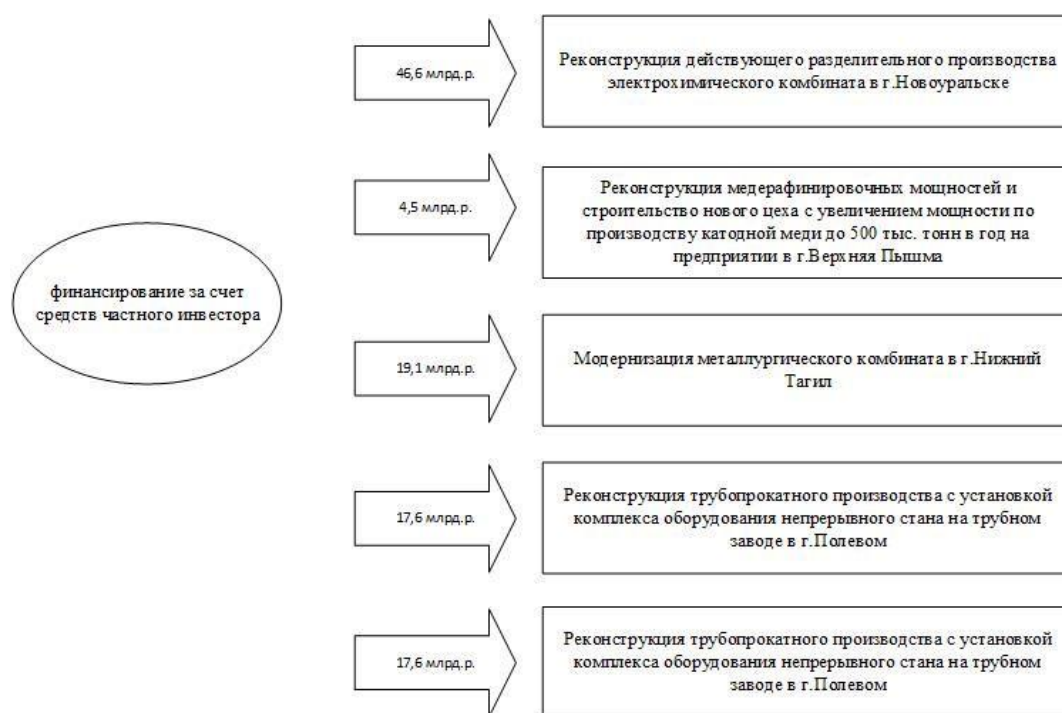 46,6 млрд.р.
Реконструкция действующего разделительного производства
электрохимического комбината в г.Новоуральске
4,5 млрд.р.
Реконструкция медерафинировочных мощностей и
строительство нового цеха с увеличением мощности по
производству катодной меди до 500 тыс. тонн в год на
предприятии в г.Верхняя Пышма
финансирование за счет
средств частного инвестора
19,1 млрд.р.
Модернизация металлургического комбината в г.Нижний
Тагил
17,6 млрд.р.
Реконструкция трубопрокатного производства с установкой
комплекса оборудования непрерывного стана на трубном
заводе в г.Полевом
17,6 млрд.р.
Реконструкция трубопрокатного производства с установкой
комплекса оборудования непрерывного стана на трубном
заводе в г.Полевом